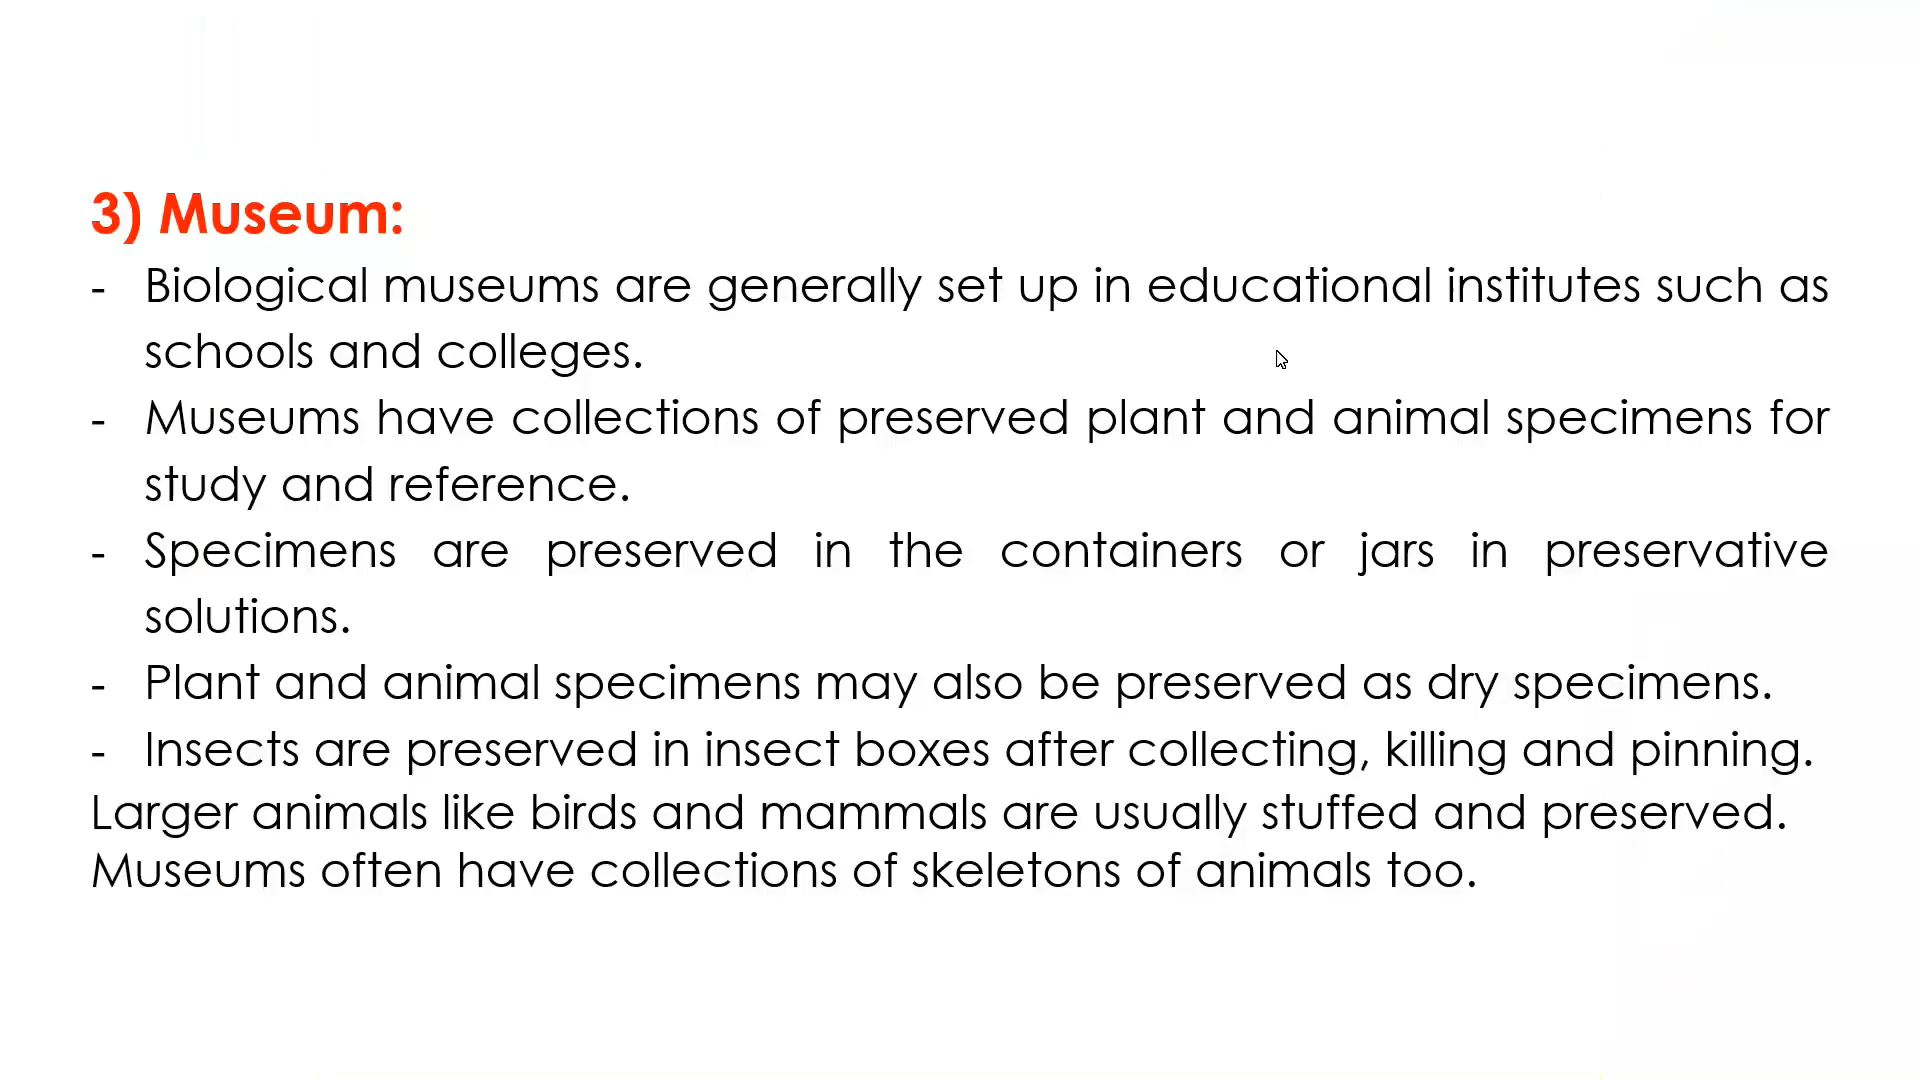 3) Museum:
- Biological museums are generally set up in educational institutes such as
schools and colleges.
- Museums have collections of preserved plant and animal specimens for
study and reference.
- Specimens are preserved in the containers or jars in preservative
solutions.
- Plant and animal specimens may also be preserved as dry specimens.
- Insects are preserved in insect boxes after collecting, killing and pinning.
Larger animals like birds and mammals are usually stuffed and preserved.
Museums often have collections of skeletons of animals too.